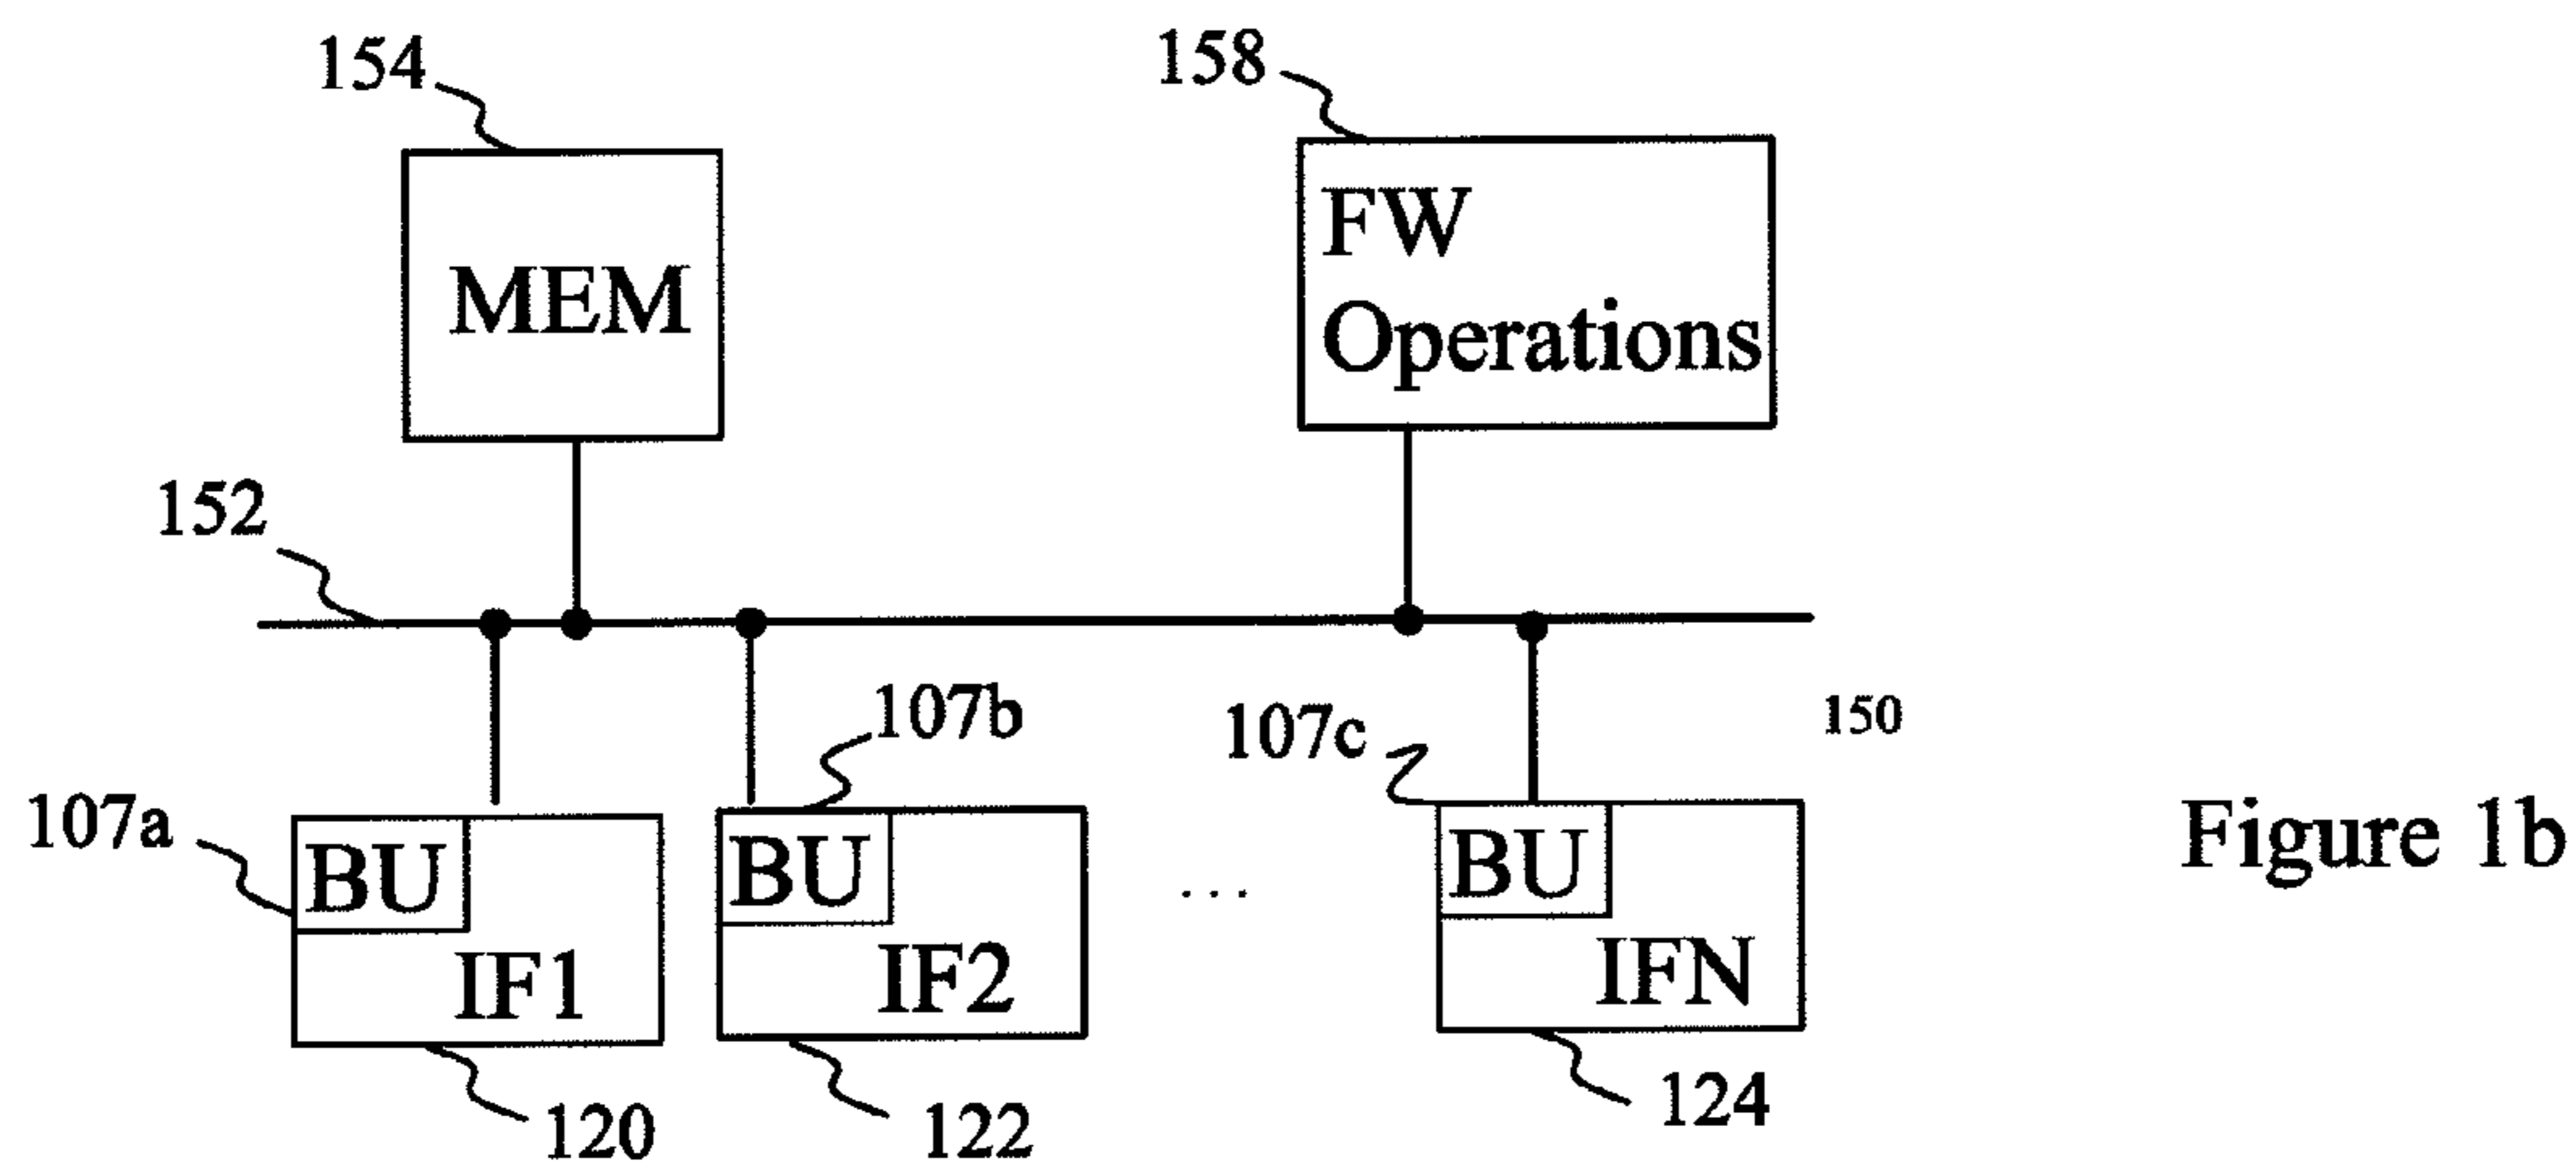 154
158
MEM
FW
Operations
152
107b
107c
150
107a
BU
BU
BU
Figure 1b
IF1
IF2
...
IFN
120
122
124